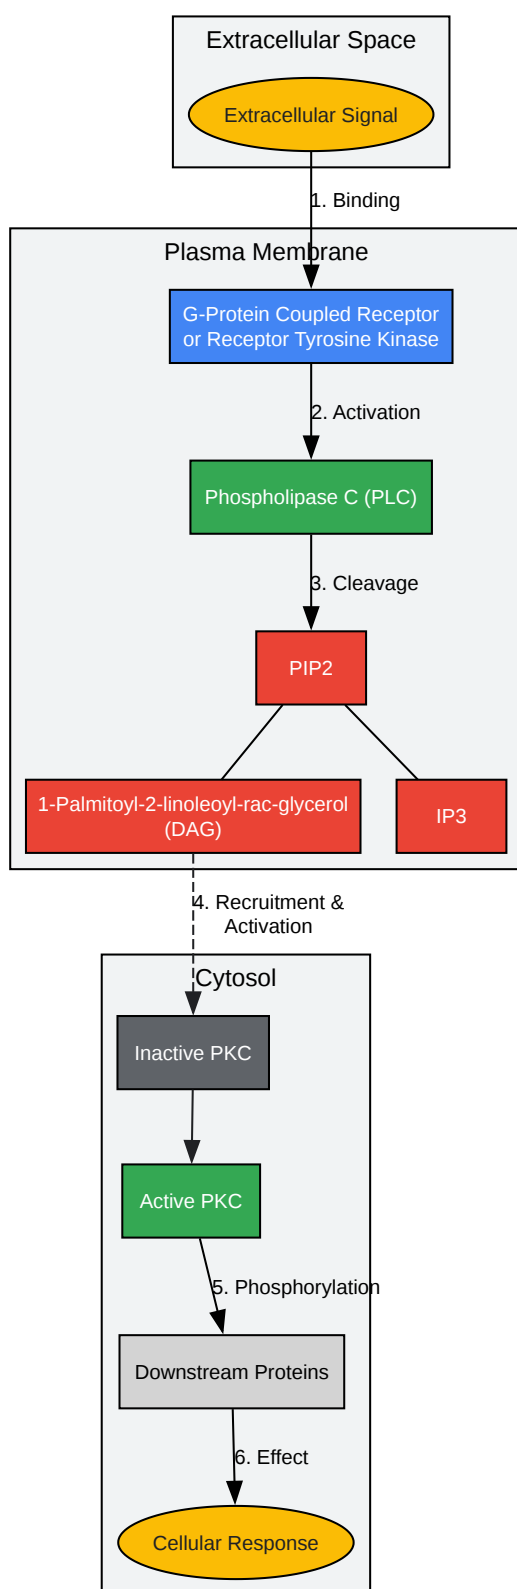 Extracellular Space
Extracellular Signal
1. Binding
Plasma Membrane
G-Protein Coupled Receptor
or Receptor Tyrosine Kinase
2. Activation
Phospholipase C (PLC)
3. Cleavage
PIP2
1-Palmitoyl-2-linoleoyl-rac-glycerol
(DAG)
IP3
4. Recruitment &
Activation
Cytosol
Inactive PKC
Active PKC
5. Phosphorylation
Downstream Proteins
6. Effect
Cellular Response